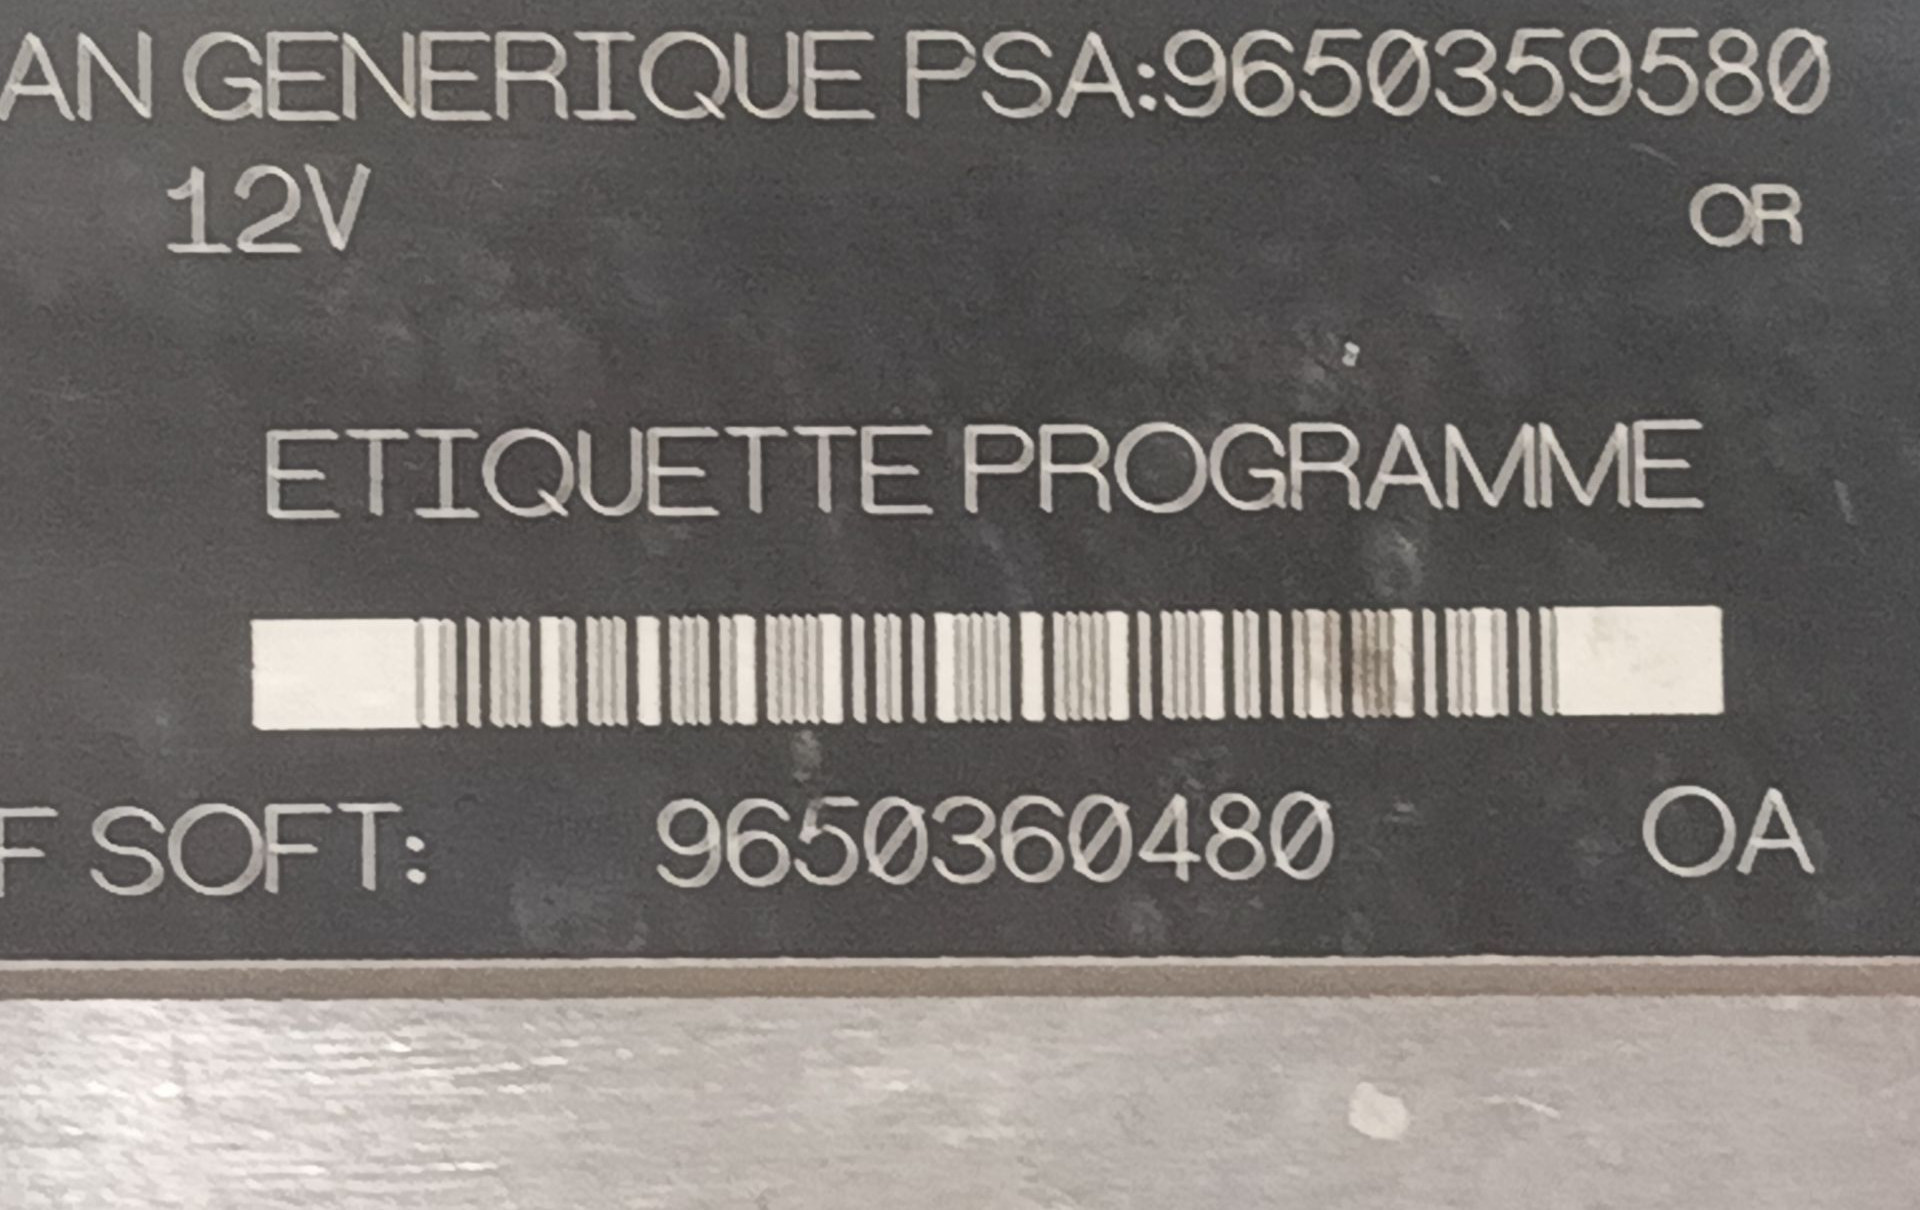 AN GENERIQUE PSA:9650359580
12V OR
ETIQUETTE PROGRAMME
F SOFT: 9650360480 OA